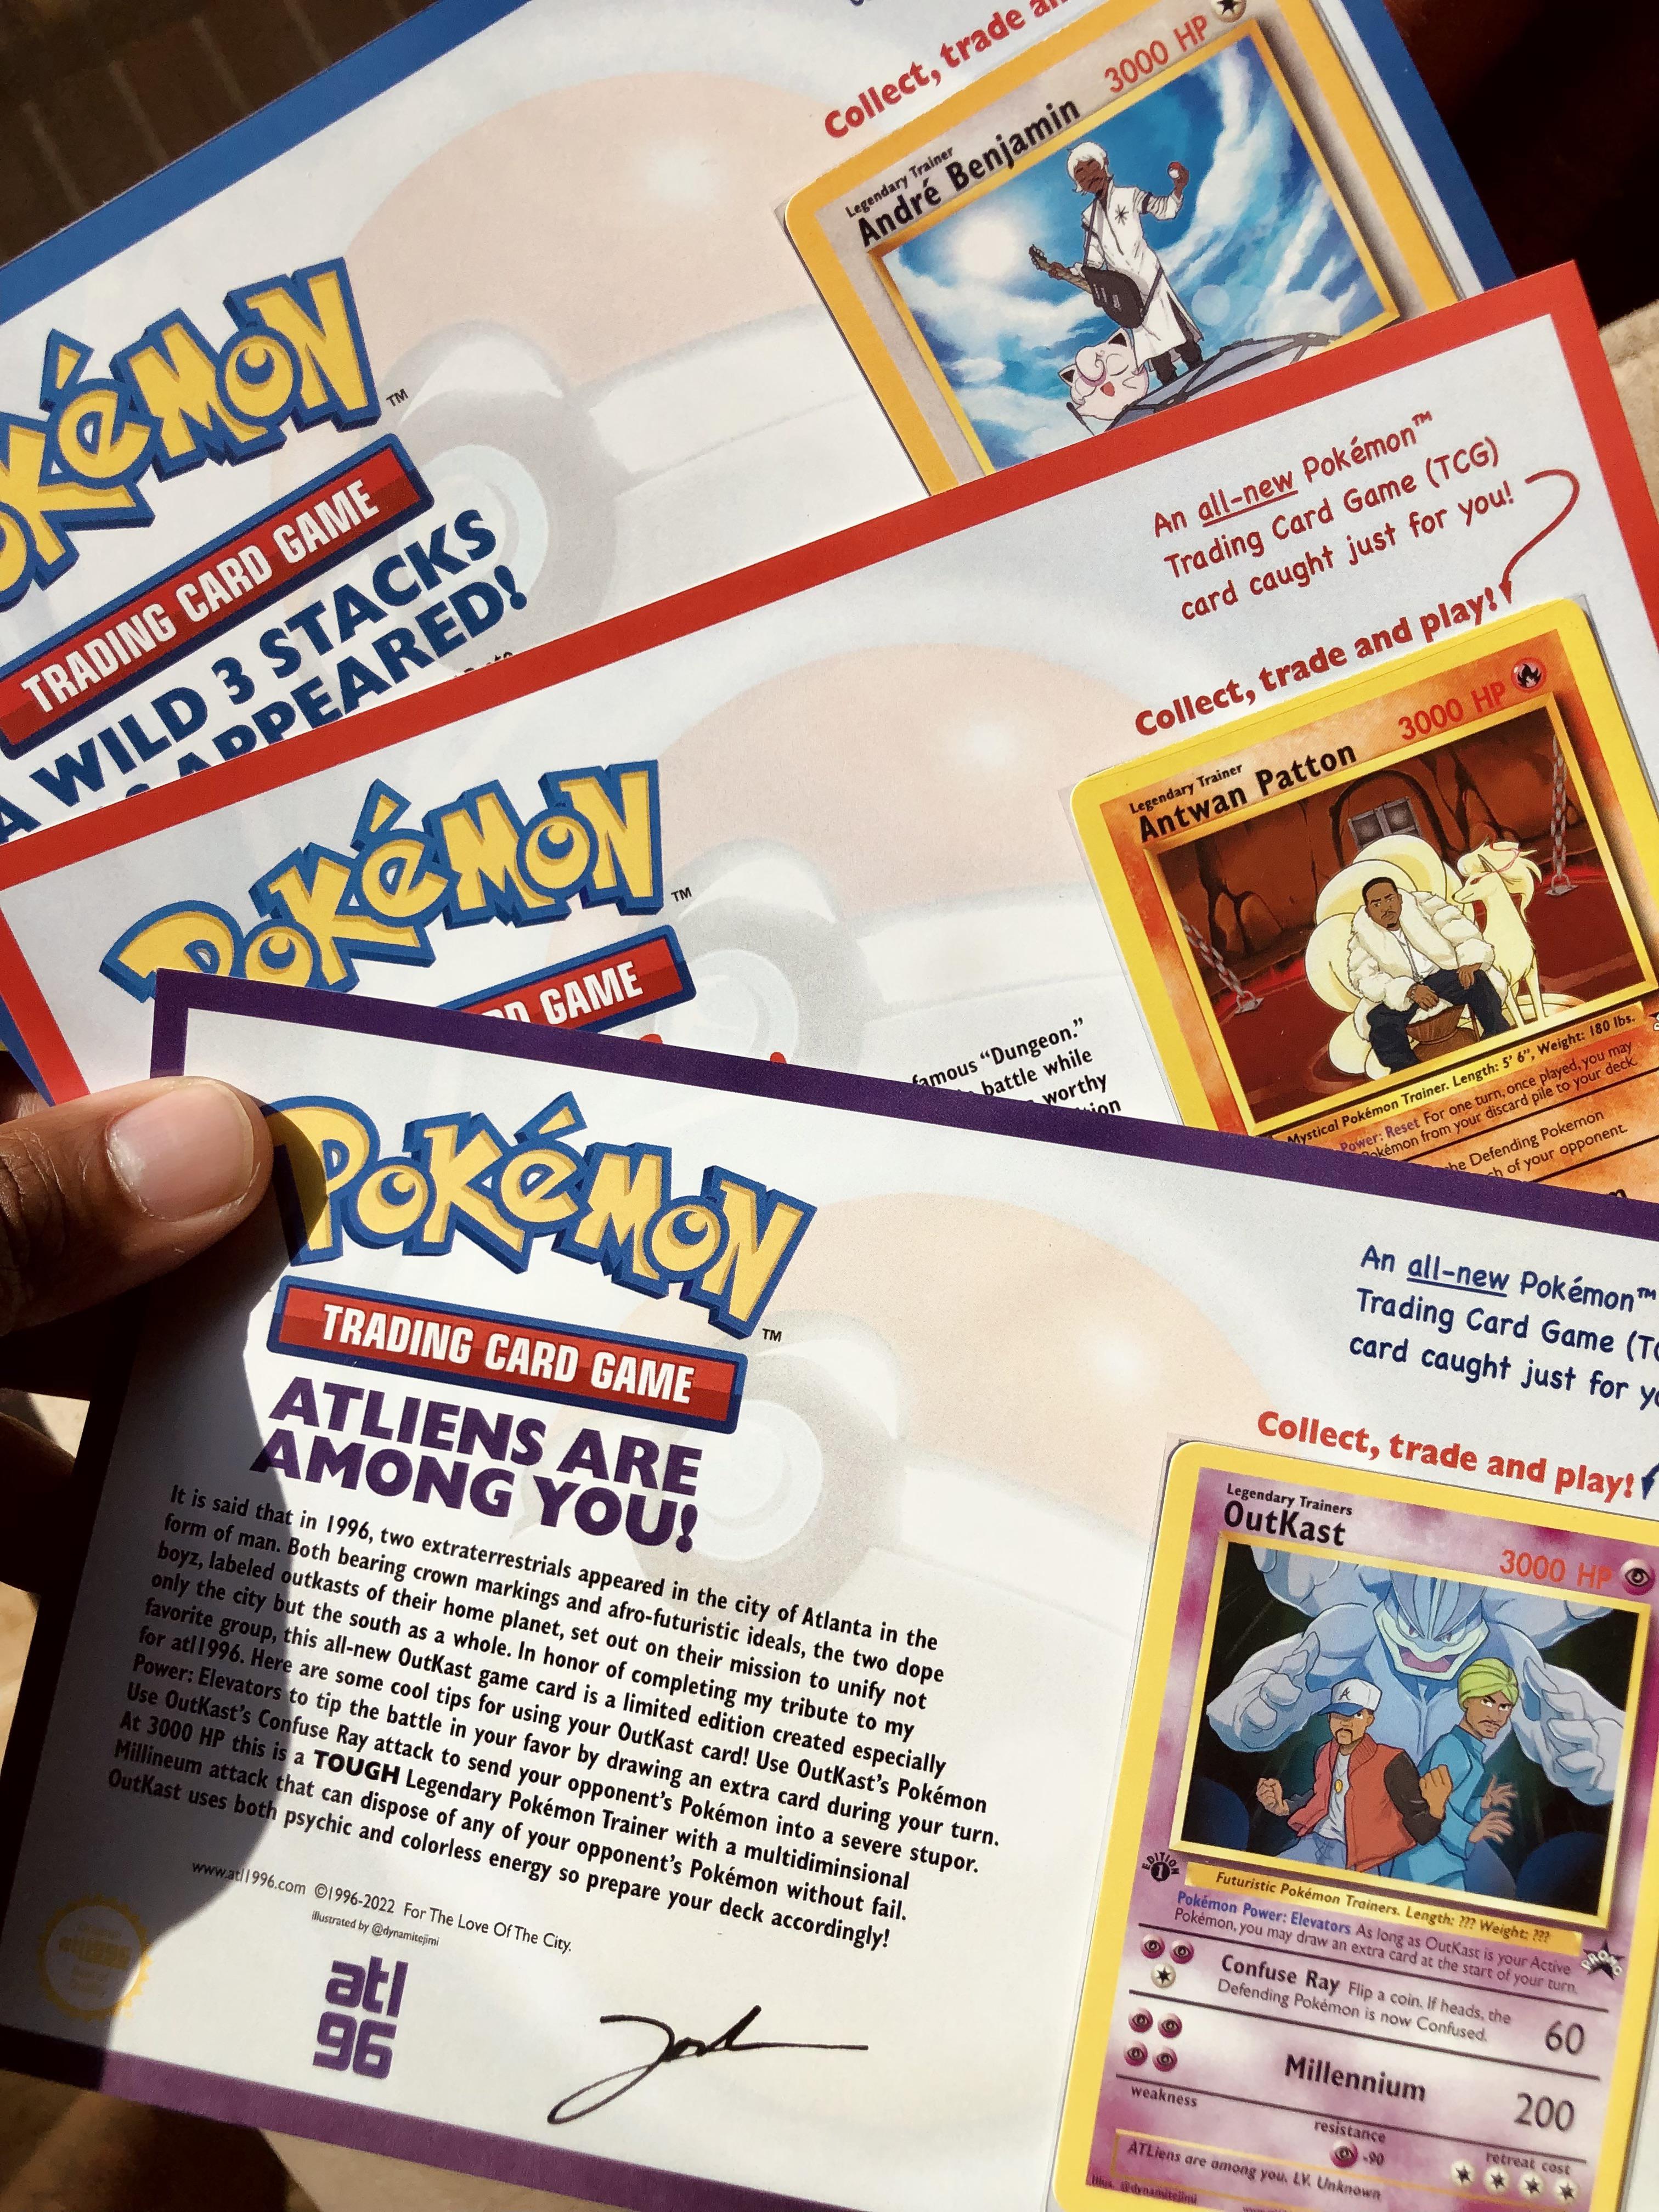 Collect, trade
3000 HP
Legendary Trainer
André Benjamin
Pokémon
TM
TRADING CARD GAME
A WILD 3 STACKS
APPEARED!
An all-new Pokémon™
Trading Card Game (TCG)
card caught just for you!
Collect, trade and play!
Legendary Trainer
Antwan Patton
3000 HP
Mystical Pokémon Trainer. Length: 5' 6", Weight: 180 lbs.
Power: Reset For one turn, once played, you may
Pokémon from your discard pile to your deck.
the Defending Pokemon
of your opponent.
Pokémon
TM
CARD GAME
famous “Dungeon.”
battle while
worthy
Pokémon
TM
TRADING CARD GAME
ATLIENS ARE
AMONG YOU!
It is said that in 1996, two extraterrestrials appeared in the city of Atlanta in the
form of man. Both bearing crown markings and afro-futuristic ideals, the two dope
boyz, labeled outkasts of their home planet, set out on their mission to unify not
only the city but the south as a whole. In honor of completing my tribute to my
favorite group, this all-new OutKast game card is a limited edition created especially
for atl1996. Here are some cool tips for using your OutKast card! Use OutKast's Pokémon
Power: Elevators to tip the battle in your favor by drawing an extra card during your turn.
Use OutKast's Confuse Ray attack to send your opponent's Pokémon into a severe stupor.
At 3000 HP this is a TOUGH Legendary Pokémon Trainer with a multidiminsional
Millineum attack that can dispose of any of your opponent's Pokémon without fail.
OutKast uses both psychic and colorless energy so prepare your deck accordingly!
www.atl1996.com ©1996-2022 For The Love Of The City.
illustrated by @dynamitejimi
atl
96
An all-new Pokémon™
Trading Card Game
card caught just for
Collect, trade and play!
Legendary Trainers
OutKast
3000 HP
A
EDITION
1
Futuristic Pokémon Trainers. Length: ??? Weight: ???
Pokémon Power: Elevators As long as OutKast is your Active
Pokémon, you may draw an extra card at the start of your turn.
PROMO
Confuse Ray Flip a coin. If heads, the
Defending Pokémon is now Confused.
60
Millennium
200
weakness
resistance
-90
retreat cost
ATLiens are among you. LV. Unknown
Illus. @dynamitejimi